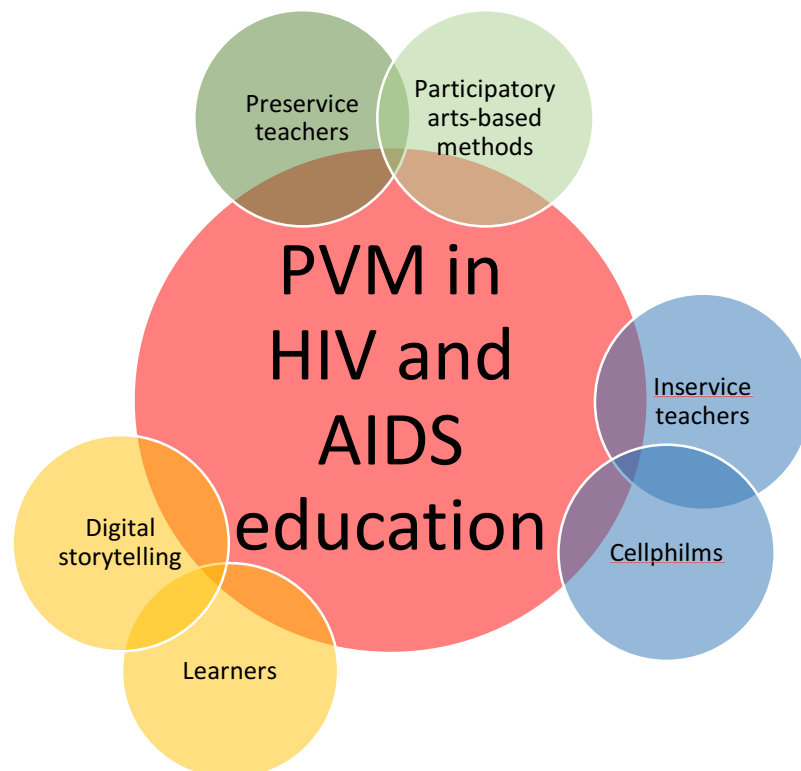 Preservice
teachers
Participatory
arts-based
methods
PVM in
HIV and
AIDS
education
Inservice
teachers
Cellphilms
Digital
storytelling
Learners